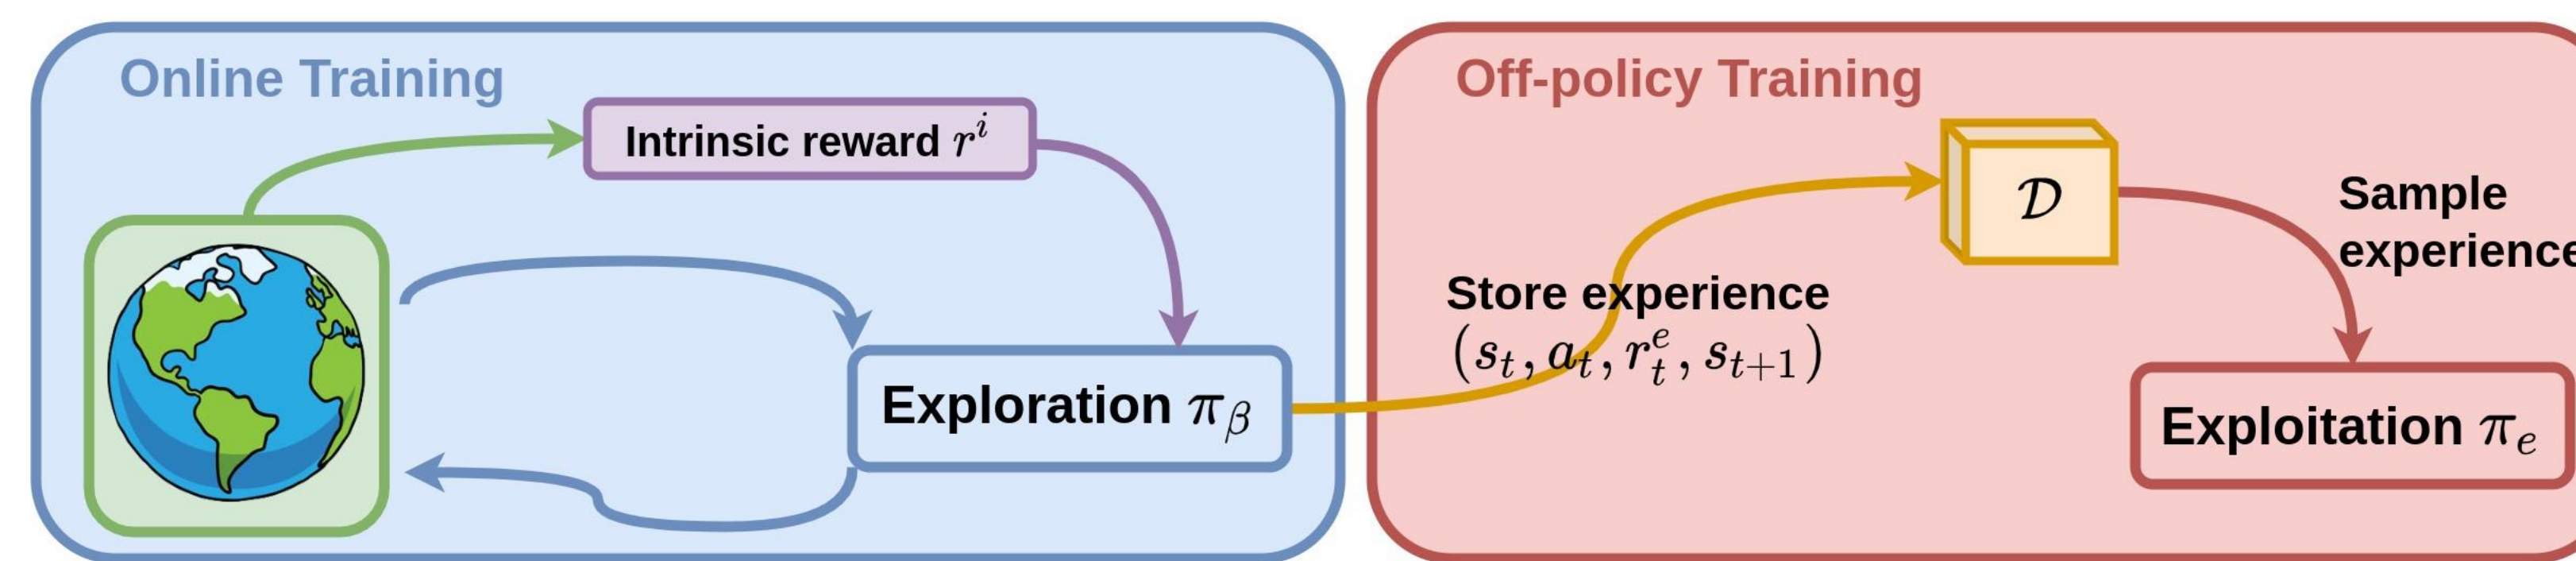 Online Training
Intrinsic reward r^i
Exploration π_β
Off-policy Training
Store experience
(s_t, a_t, r_t^e, s_{t+1})
𝒟
Sample
experience
Exploitation π_e